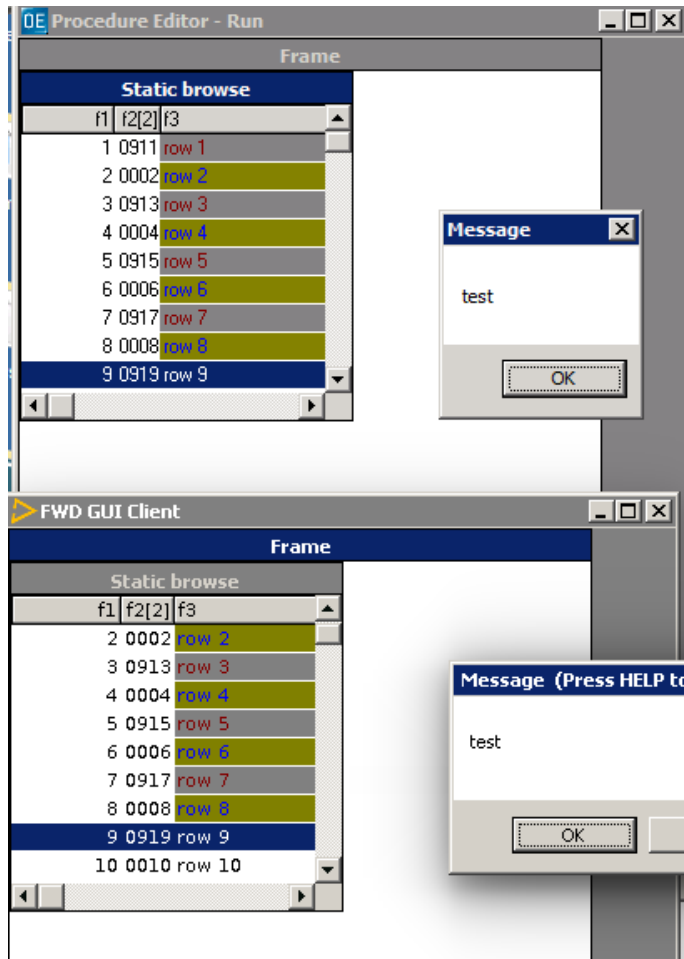 OE Procedure Editor - Run
Frame
Static browse
f1 f2[2] f3
1 0911 row 1
2 0002 row 2
3 0913 row 3
4 0004 row 4
5 0915 row 5
6 0006 row 6
7 0917 row 7
8 0008 row 8
9 0919 row 9
Message
test
OK
FWD GUI Client
Frame
Static browse
f1 f2[2] f3
2 0002 row 2
3 0913 row 3
4 0004 row 4
5 0915 row 5
6 0006 row 6
7 0917 row 7
8 0008 row 8
9 0919 row 9
10 0010 row 10
Message (Press HELP to
test
OK